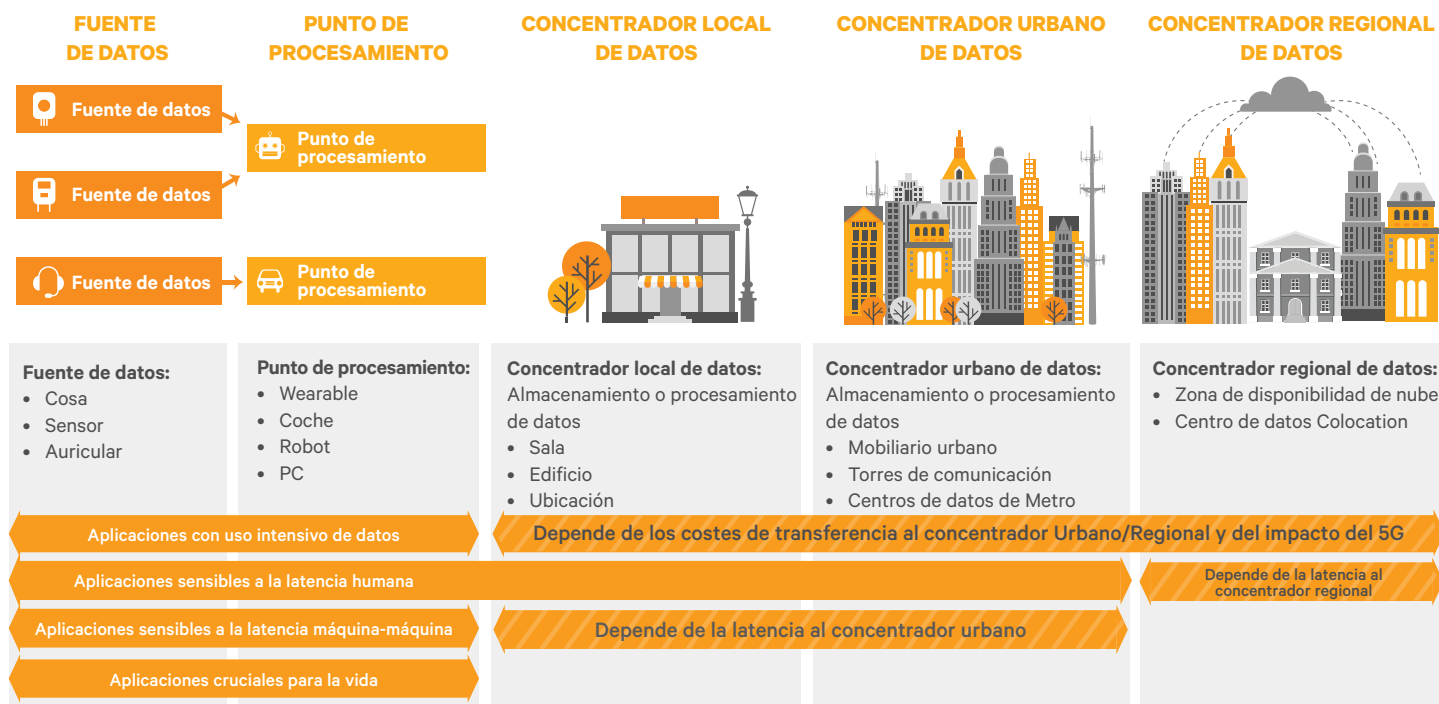 FUENTE
DE DATOS
PUNTO DE
PROCESAMIENTO
CONCENTRADOR LOCAL
DE DATOS
CONCENTRADOR URBANO
DE DATOS
CONCENTRADOR REGIONAL
DE DATOS
Fuente de datos
Fuente de datos
Fuente de datos
Punto de
procesamiento
Punto de
procesamiento
Fuente de datos:
• Cosa
• Sensor
• Auricular
Punto de procesamiento:
• Wearable
• Coche
• Robot
• PC
Concentrador local de datos:
Almacenamiento o procesamiento
de datos
• Sala
• Edificio
• Ubicación
Concentrador urbano de datos:
Almacenamiento o procesamiento
de datos
• Mobiliario urbano
• Torres de comunicación
• Centros de datos de Metro
Concentrador regional de datos:
• Zona de disponibilidad de nube
• Centro de datos Colocation
Aplicaciones con uso intensivo de datos
Depende de los costes de transferencia al concentrador Urbano/Regional y del impacto del 5G
Aplicaciones sensibles a la latencia humana
Depende de la latencia al
concentrador regional
Aplicaciones sensibles a la latencia máquina-máquina
Depende de la latencia al concentrador urbano
Aplicaciones cruciales para la vida